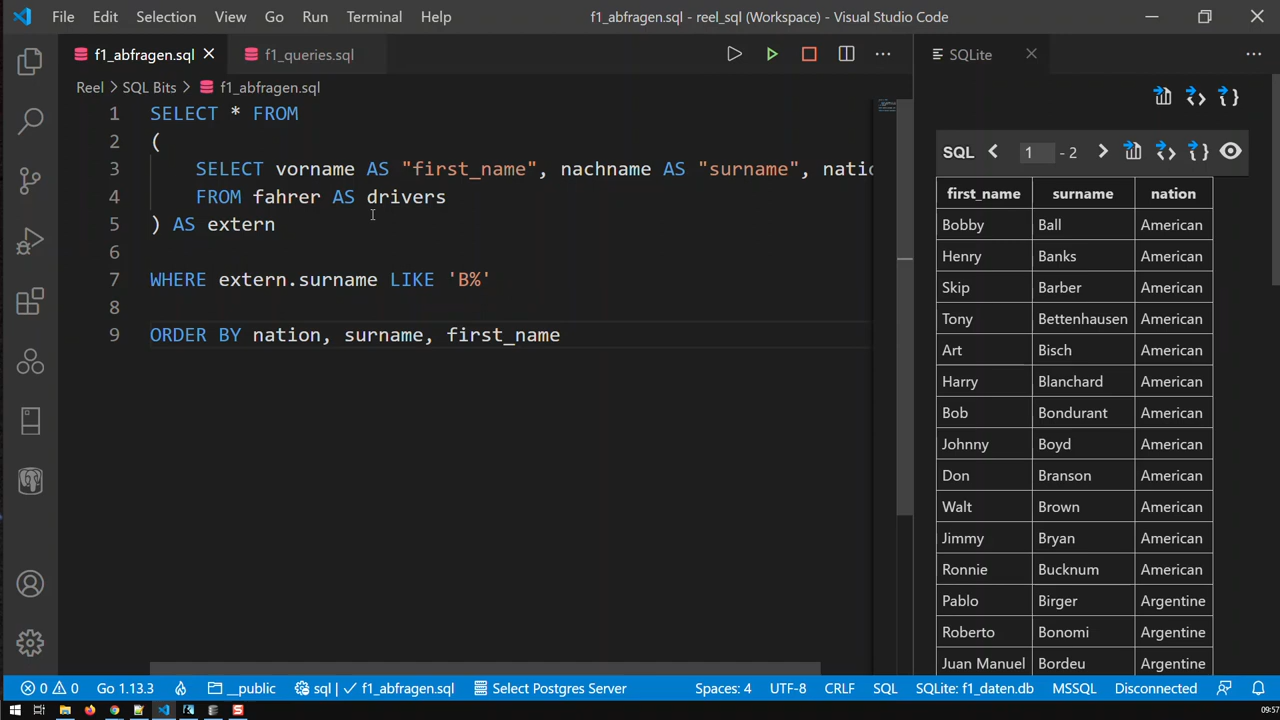 File Edit Selection View Go Run Terminal Help f1_abfragen.sql - reel_sql (Workspace) - Visual Studio Code
f1_abfragen.sql f1_queries.sql
Reel SQL Bits f1_abfragen.sql
1 SELECT * FROM
2 (
3 SELECT vorname AS "first_name", nachname AS "surname", natio
4 FROM fahrer AS drivers
5 ) AS extern
6
7 WHERE extern.surname LIKE 'B%'
8
9 ORDER BY nation, surname, first_name
SQLite
SQL 1 - 2
first_name surname nation
Bobby Ball American
Henry Banks American
Skip Barber American
Tony Bettenhausen American
Art Bisch American
Harry Blanchard American
Bob Bondurant American
Johnny Boyd American
Don Branson American
Walt Brown American
Jimmy Bryan American
Ronnie Bucknum American
Pablo Birger Argentine
Roberto Bonomi Argentine
Juan Manuel Bordeu Argentine
0 0 Go 1.13.3 __public sql | ✓ f1_abfragen.sql Select Postgres Server Spaces: 4 UTF-8 CRLF SQL SQLite: f1_daten.db MSSQL Disconnected
09:57